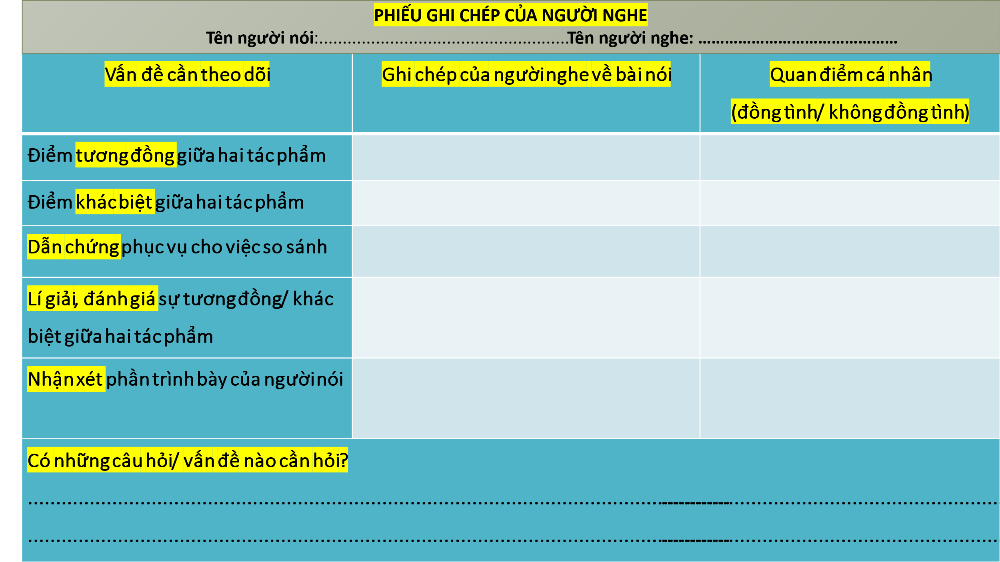 PHIẾU GHI CHÉP CỦA NGƯỜI NGHE
Tên người nói:……………………………………………….Tên người nghe: ………………………………………
Vấn đề cần theo dõi
Ghi chép của người nghe về bài nói
Quan điểm cá nhân
(đồng tình/ không đồng tình)
Điểm tương đồng giữa hai tác phẩm
Điểm khác biệt giữa hai tác phẩm
Dẫn chứng phục vụ cho việc so sánh
Lí giải, đánh giá sự tương đồng/ khác
biệt giữa hai tác phẩm
Nhận xét phần trình bày của người nói
Có những câu hỏi/ vấn đề nào cần hỏi?
……………………………………………………………………………………………………………………
……………………………………………………………………………………………………………………